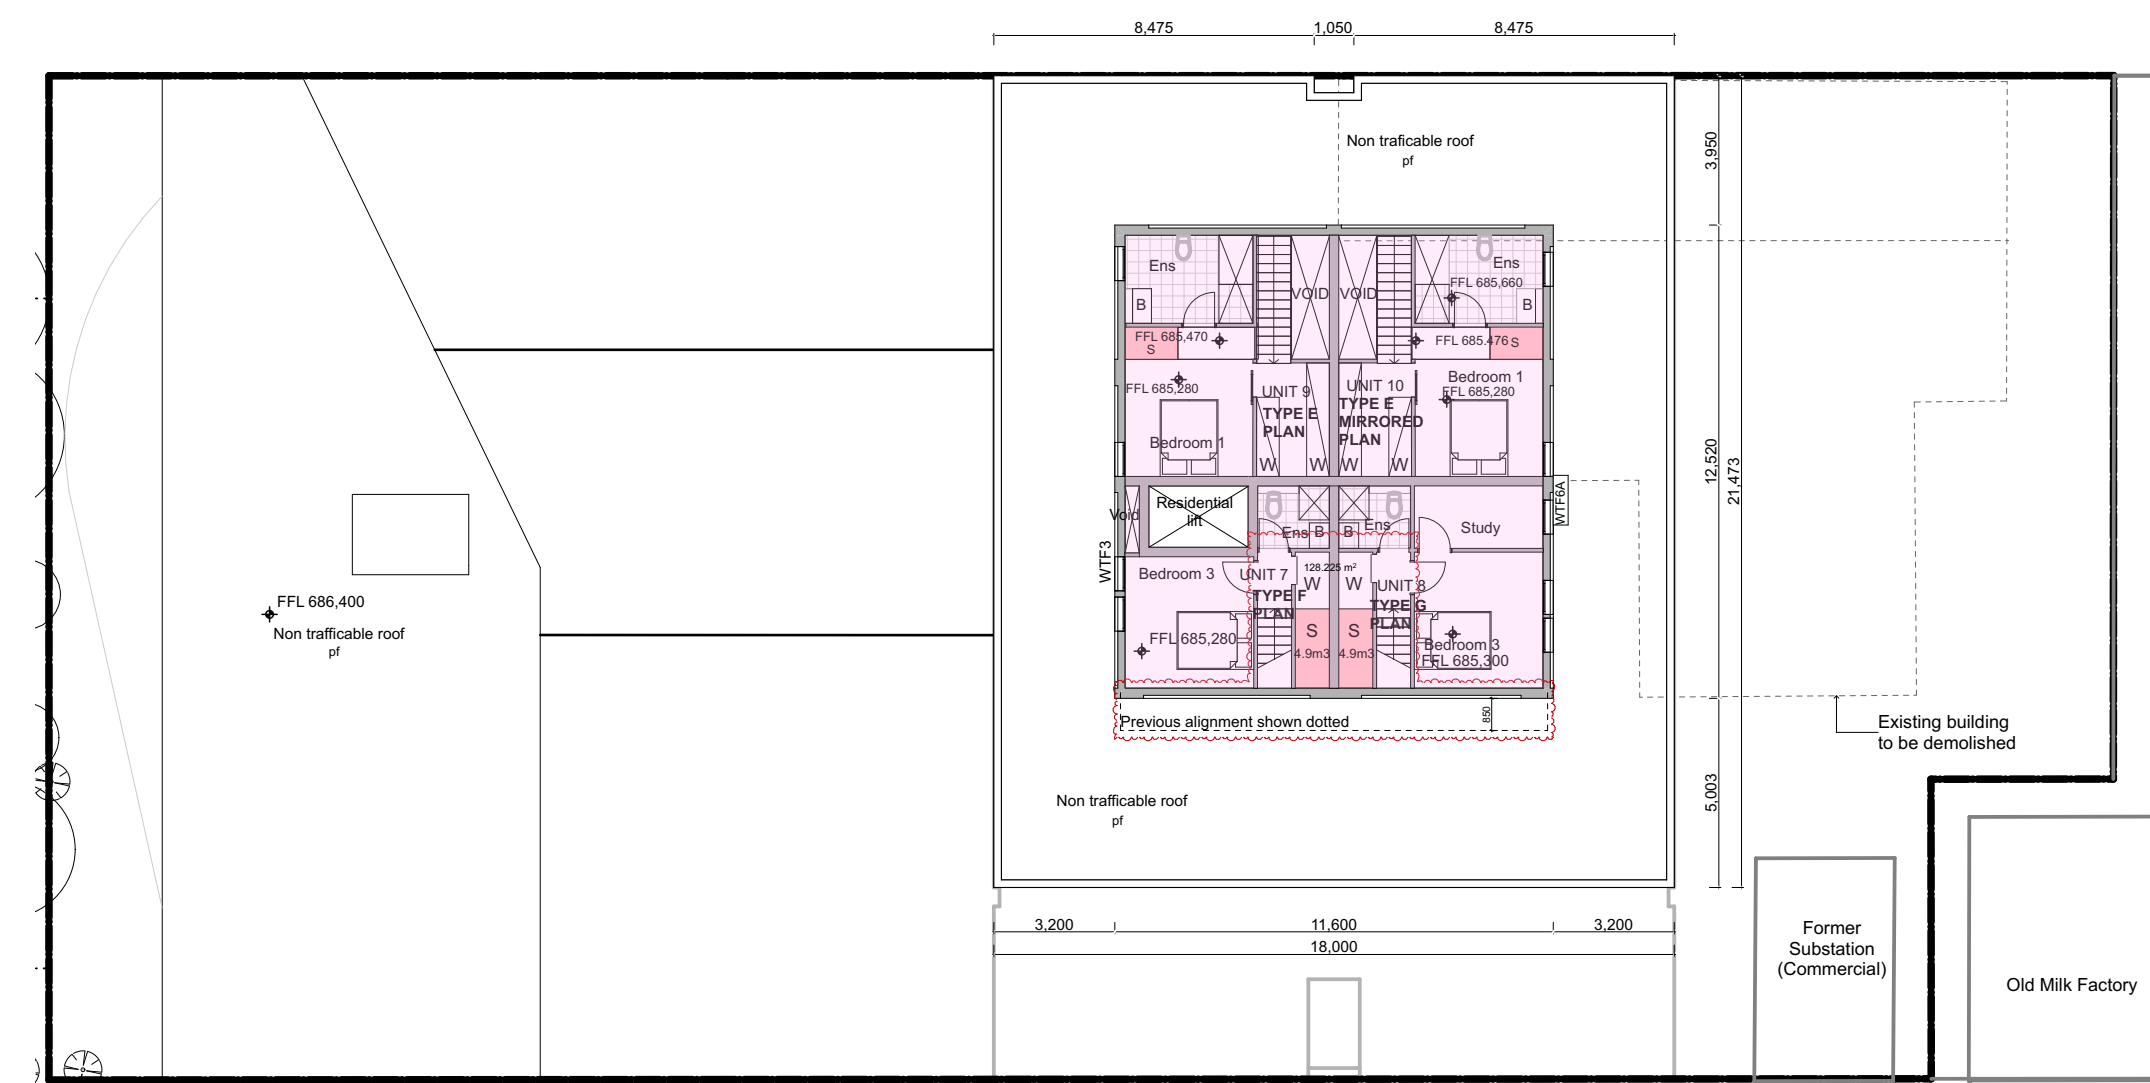 8,475
1,050
8,475
Non traficable roof
pf
3,950
Ens
Ens
FFL 685,660
B
VOID
VOID
B
FFL 685,470
S
FFL 685.476
S
FFL 685,280
Bedroom 1
FFL 685,280
UNIT 9
TYPE E
PLAN
UNIT 10
TYPE E
MIRRORED
PLAN
Bedroom 1
W
W
W
W
12,520
21,473
Void
Residential
lift
Ens
B
B
Ens
Study
WTF6A
WTF3
Bedroom 3
UNIT 7
TYPE F
PLAN
128.225 m²
W
W
UNIT 8
TYPE G
PLAN
FFL 685,280
S
4.9m3
S
4.9m3
Bedroom 3
FFL 685,300
FFL 686,400
Non trafficable roof
pf
Previous alignment shown dotted
850
Existing building
to be demolished
Non trafficable roof
pf
5,003
3,200
11,600
3,200
18,000
Former
Substation
(Commercial)
Old Milk Factory